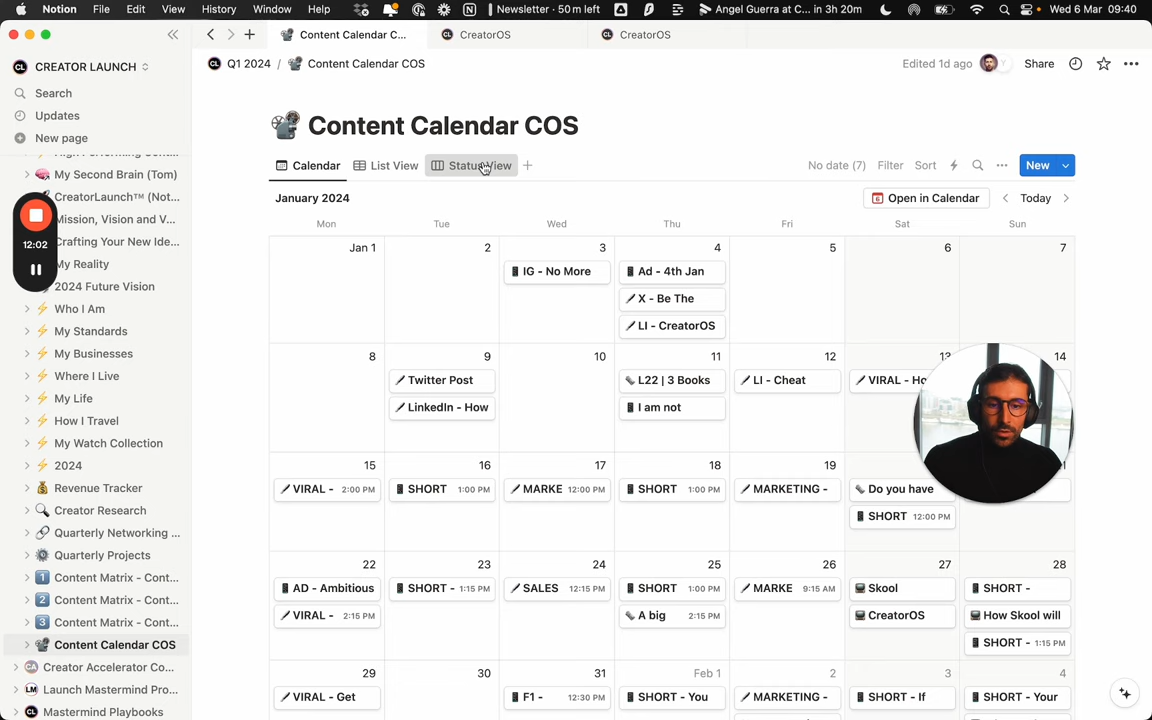 Notion File Edit View History Window Help Newsletter · 50 m left Angel Guerra at C... in 3h 20m Wed 6 Mar 09:40
Content Calendar C...
CreatorOS
CreatorOS
CREATOR LAUNCH
Q1 2024 / Content Calendar COS
Edited 1d ago
Share
Search
Updates
New page
My Second Brain (Tom)
CreatorLaunch™ (Not...
Mission, Vision and V...
Crafting Your New Ide...
My Reality
2024 Future Vision
Who I Am
My Standards
My Businesses
Where I Live
My Life
How I Travel
My Watch Collection
2024
Revenue Tracker
Creator Research
Quarterly Networking ...
Quarterly Projects
1 Content Matrix - Cont...
2 Content Matrix - Cont...
3 Content Matrix - Cont...
Content Calendar COS
Creator Accelerator Co...
LM Launch Mastermind Pro...
Mastermind Playbooks
12:02
Content Calendar COS
Calendar List View Status View
No date (7) Filter Sort
New
January 2024
Open in Calendar
Today
Mon Tue Wed Thu Fri Sat Sun
Jan 1 2 3 4 5 6 7
IG - No More
Ad - 4th Jan
X - Be The
LI - CreatorOS
8 9 10 11 12 13 14
Twitter Post
LinkedIn - How
L22 | 3 Books
I am not
LI - Cheat
VIRAL - Ho
15 16 17 18 19
VIRAL - 2:00 PM
SHORT 1:00 PM
MARKE 12:00 PM
SHORT 1:00 PM
MARKETING -
Do you have
SHORT 12:00 PM
22 23 24 25 26 27 28
AD - Ambitious
VIRAL - 2:15 PM
SHORT - 1:15 PM
SALES 12:15 PM
SHORT 1:00 PM
A big 2:15 PM
MARKE 9:15 AM
Skool
CreatorOS
SHORT -
How Skool will
SHORT - 1:15 PM
29 30 31 Feb 1 2 3 4
VIRAL - Get
F1 - 12:30 PM
SHORT - You
MARKETING -
SHORT - If
SHORT - Your